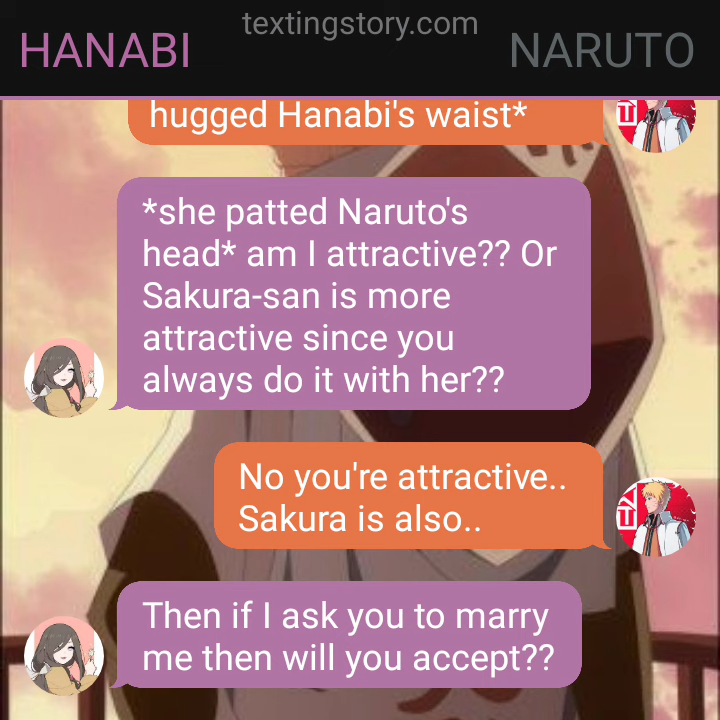 textingstory.com
HANABI
NARUTO
hugged Hanabi's waist*
*she patted Naruto's
head* am I attractive?? Or
Sakura-san is more
attractive since you
always do it with her??
No you're attractive..
Sakura is also..
Then if I ask you to marry
me then will you accept??